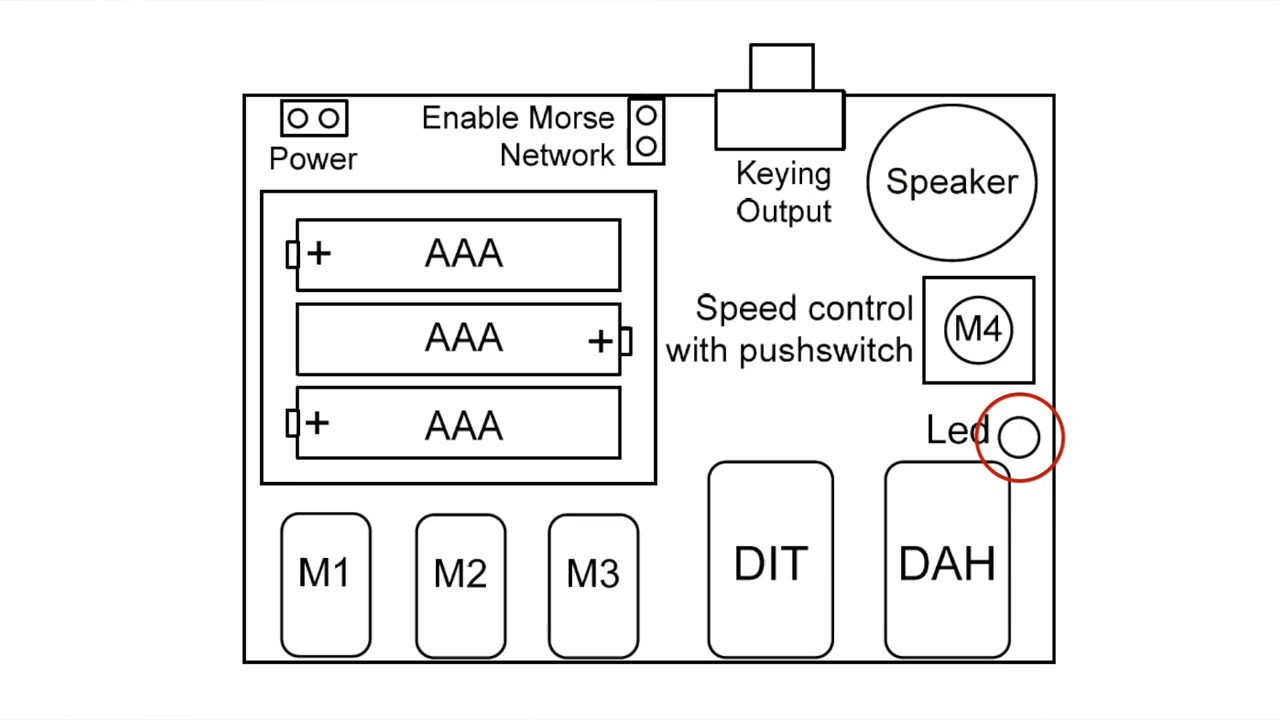 Enable Morse
Network
Power
Keying
Output
Speaker
+ AAA
AAA +
+ AAA
Speed control
with pushswitch
M4
Led
M1
M2
M3
DIT
DAH